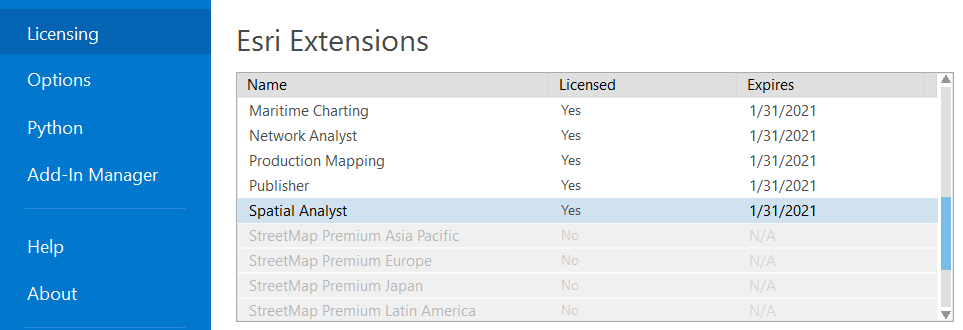 Licensing
Options
Python
Add-In Manager
Help
About
Esri Extensions
Name Licensed Expires
Maritime Charting Yes 1/31/2021
Network Analyst Yes 1/31/2021
Production Mapping Yes 1/31/2021
Publisher Yes 1/31/2021
Spatial Analyst Yes 1/31/2021
StreetMap Premium Asia Pacific No N/A
StreetMap Premium Europe No N/A
StreetMap Premium Japan No N/A
StreetMap Premium Latin America No N/A